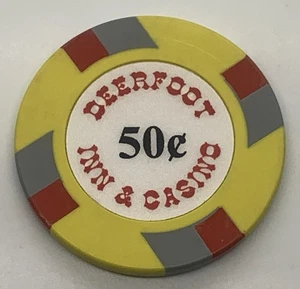 DEERFOOT
50¢
INN & CASINO